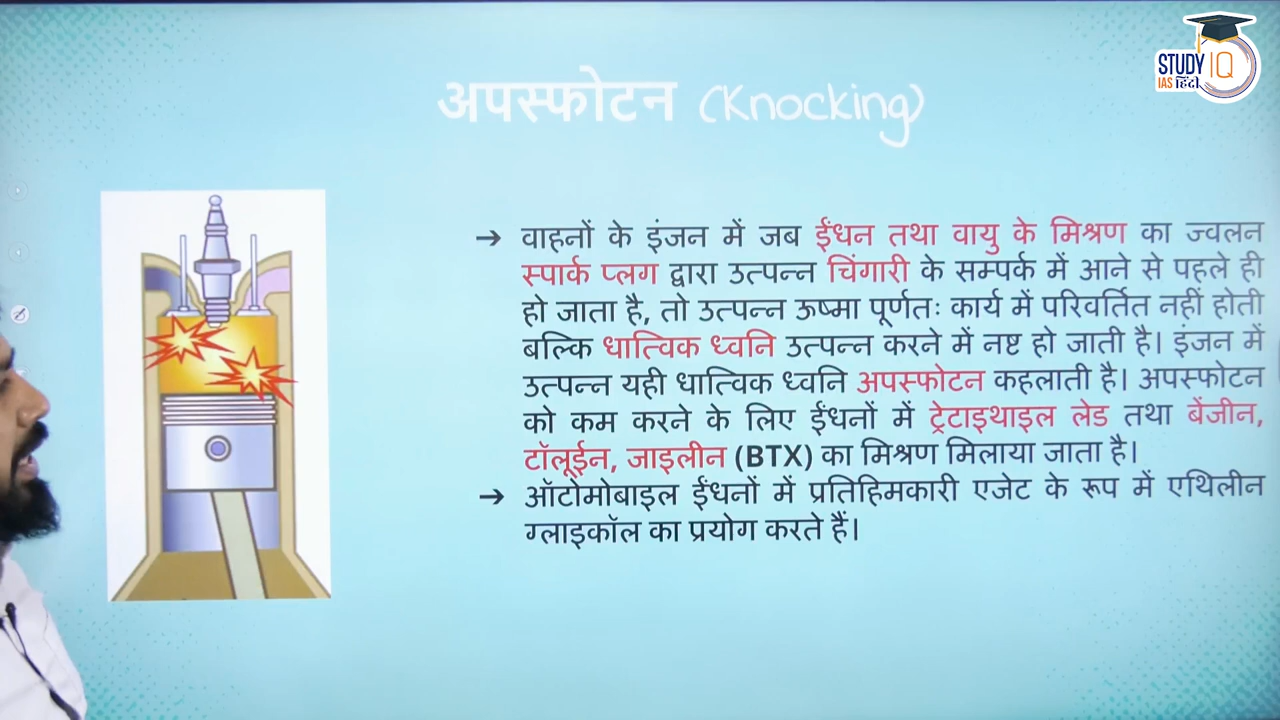 STUDY IQ
IAS हिंदी
अपस्फोटन (Knocking)
→ वाहनों के इंजन में जब ईंधन तथा वायु के मिश्रण का ज्वलन
स्पार्क प्लग द्वारा उत्पन्न चिंगारी के सम्पर्क में आने से पहले ही
हो जाता है, तो उत्पन्न ऊष्मा पूर्णतः कार्य में परिवर्तित नहीं होती
बल्कि धात्विक ध्वनि उत्पन्न करने में नष्ट हो जाती है। इंजन में
उत्पन्न यही धात्विक ध्वनि अपस्फोटन कहलाती है। अपस्फोटन
को कम करने के लिए ईंधनों में ट्रेटाइथाइल लेड तथा बेंजीन,
टॉलूईन, जाइलीन (BTX) का मिश्रण मिलाया जाता है।
→ ऑटोमोबाइल ईंधनों में प्रतिहिमकारी एजेट के रूप में एथिलीन
ग्लाइकॉल का प्रयोग करते हैं।